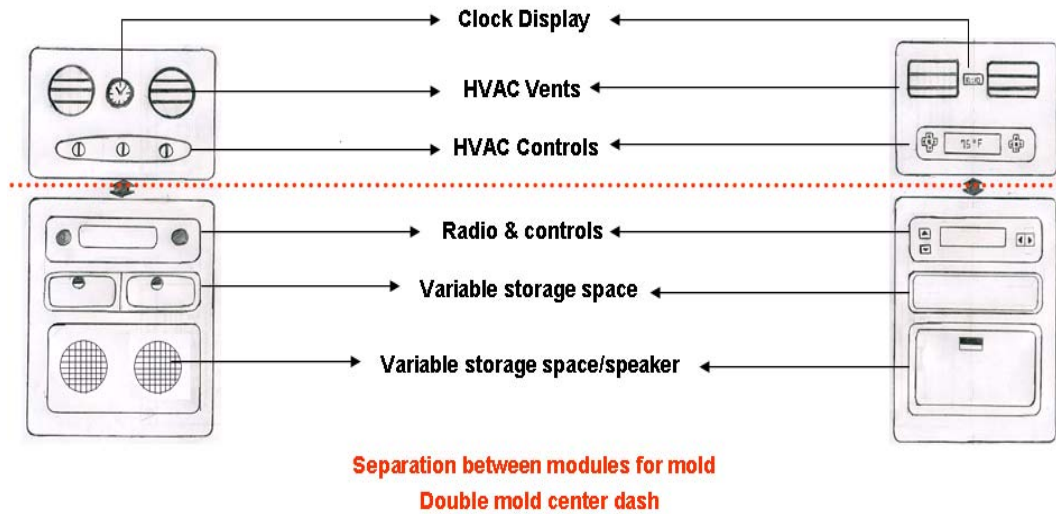 Clock Display
HVAC Vents
HVAC Controls
75°F
Radio & controls
Variable storage space
Variable storage space/speaker
Separation between modules for mold
Double mold center dash